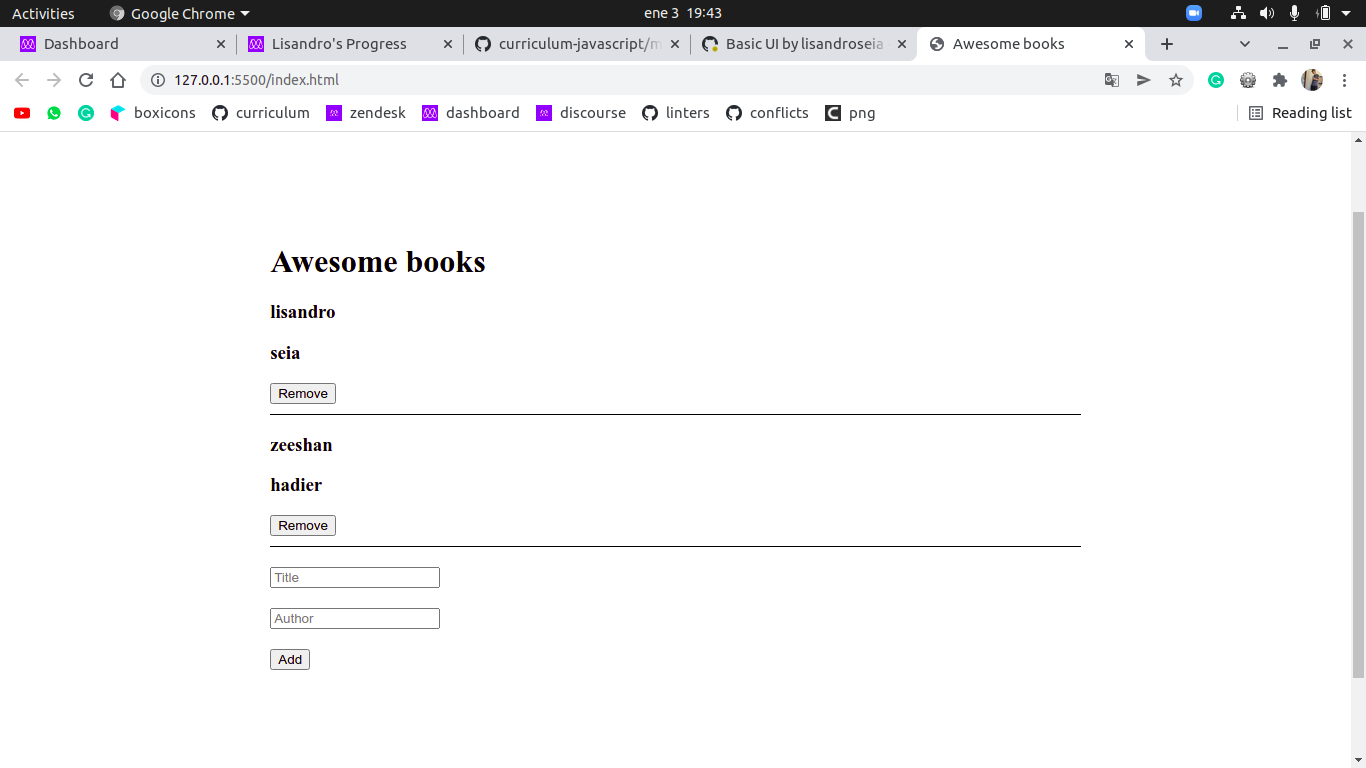 Activities Google Chrome ene 3 19:43
Dashboard Lisandro's Progress curriculum-javascript/m Basic UI by lisandroseia Awesome books
127.0.0.1:5500/index.html
boxicons curriculum zendesk dashboard discourse linters conflicts png Reading list
Awesome books
lisandro
seia
Remove
zeeshan
hadier
Remove
Title
Author
Add